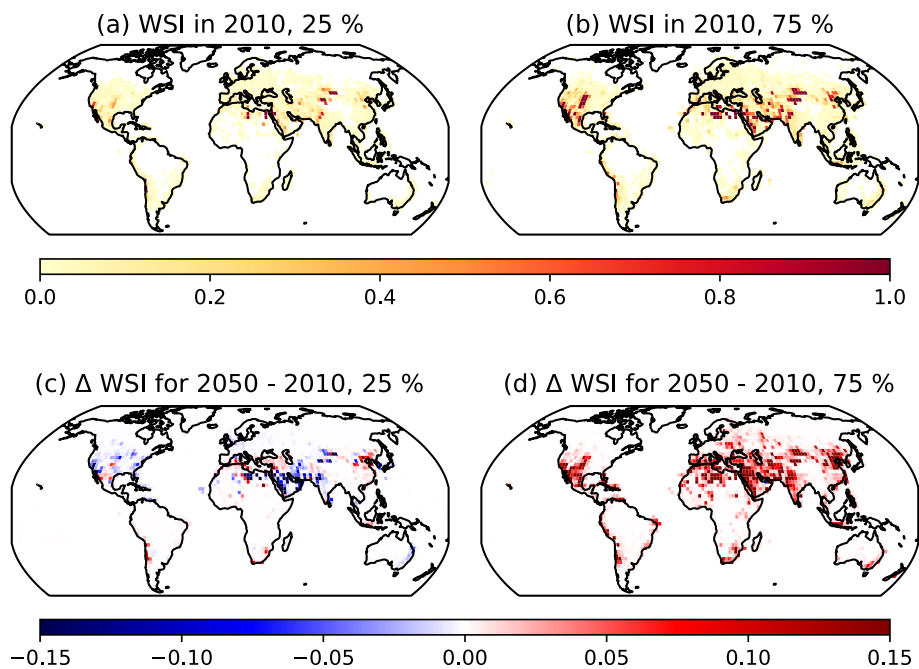 (a) WSI in 2010, 25 %
(b) WSI in 2010, 75 %
0.0 0.2 0.4 0.6 0.8 1.0
(c) Δ WSI for 2050 - 2010, 25 %
(d) Δ WSI for 2050 - 2010, 75 %
−0.15 −0.10 −0.05 0.00 0.05 0.10 0.15